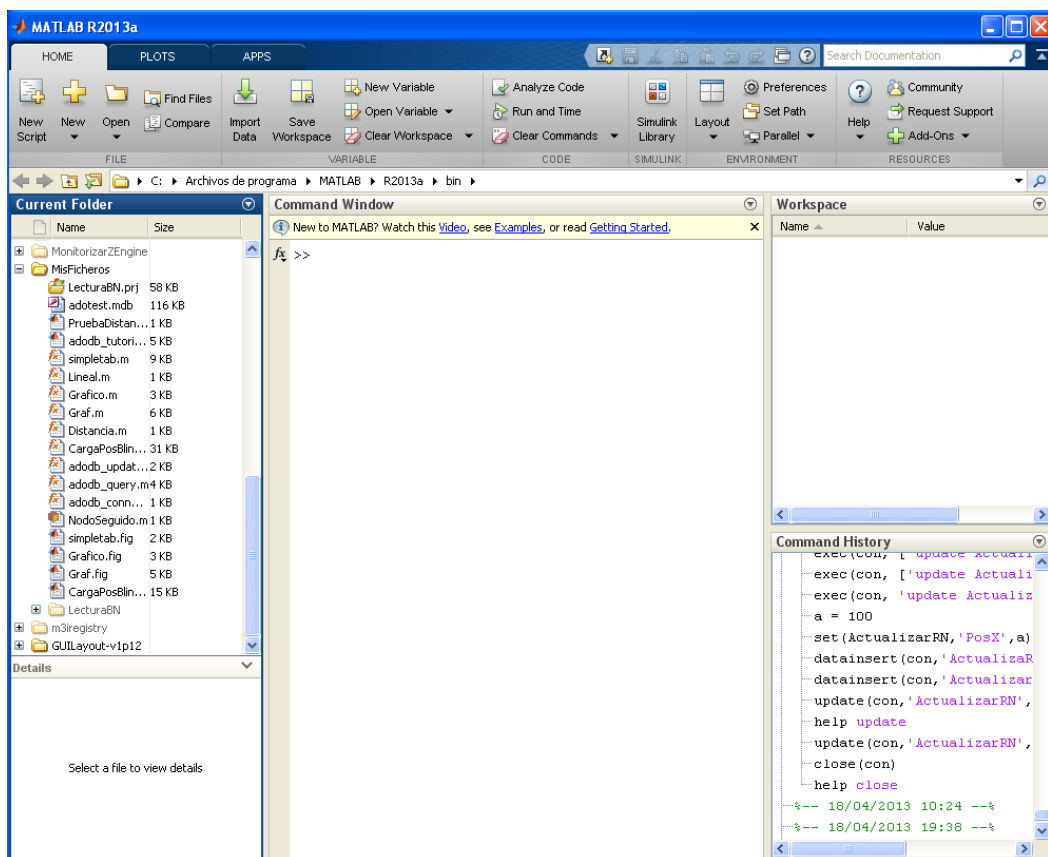 MATLAB R2013a
HOME PLOTS APPS Search Documentation
New Script
New
Open
Find Files
Compare
FILE
Import Data
Save Workspace
New Variable
Open Variable
Clear Workspace
VARIABLE
Analyze Code
Run and Time
Clear Commands
CODE
Simulink Library
SIMULINK
Layout
Preferences
Set Path
Parallel
ENVIRONMENT
Help
Community
Request Support
Add-Ons
RESOURCES
C: Archivos de programa MATLAB R2013a bin
Current Folder
Name Size
MonitorizarZEngine
MisFicheros
LecturaBN.prj 58 KB
adotest.mdb 116 KB
PruebaDistan... 1 KB
adodb_tutori... 5 KB
simpletab.m 9 KB
Lineal.m 1 KB
Grafico.m 3 KB
Graf.m 6 KB
Distancia.m 1 KB
CargaPosBlin... 31 KB
adodb_updat... 2 KB
adodb_query.m 4 KB
adodb_conn... 1 KB
NodoSeguido.m 1 KB
simpletab.fig 2 KB
Grafico.fig 3 KB
Graf.fig 5 KB
CargaPosBlin... 15 KB
LecturaBN
m3iregistry
GUILayout-v1p12
Details
Select a file to view details
Command Window
New to MATLAB? Watch this Video, see Examples, or read Getting Started.
fx >>
Workspace
Name Value
Command History
exec(con, ['update Actuali
exec(con, ['update Actuali
exec(con, 'update Actualiz
a = 100
set(ActualizarRN,'PosX',a)
datainsert(con,'ActualizaR
datainsert(con,'Actualizar
update(con,'ActualizarRN',
help update
update(con,'ActualizarRN',
close(con)
help close
%-- 18/04/2013 10:24 --%
%-- 18/04/2013 19:38 --%